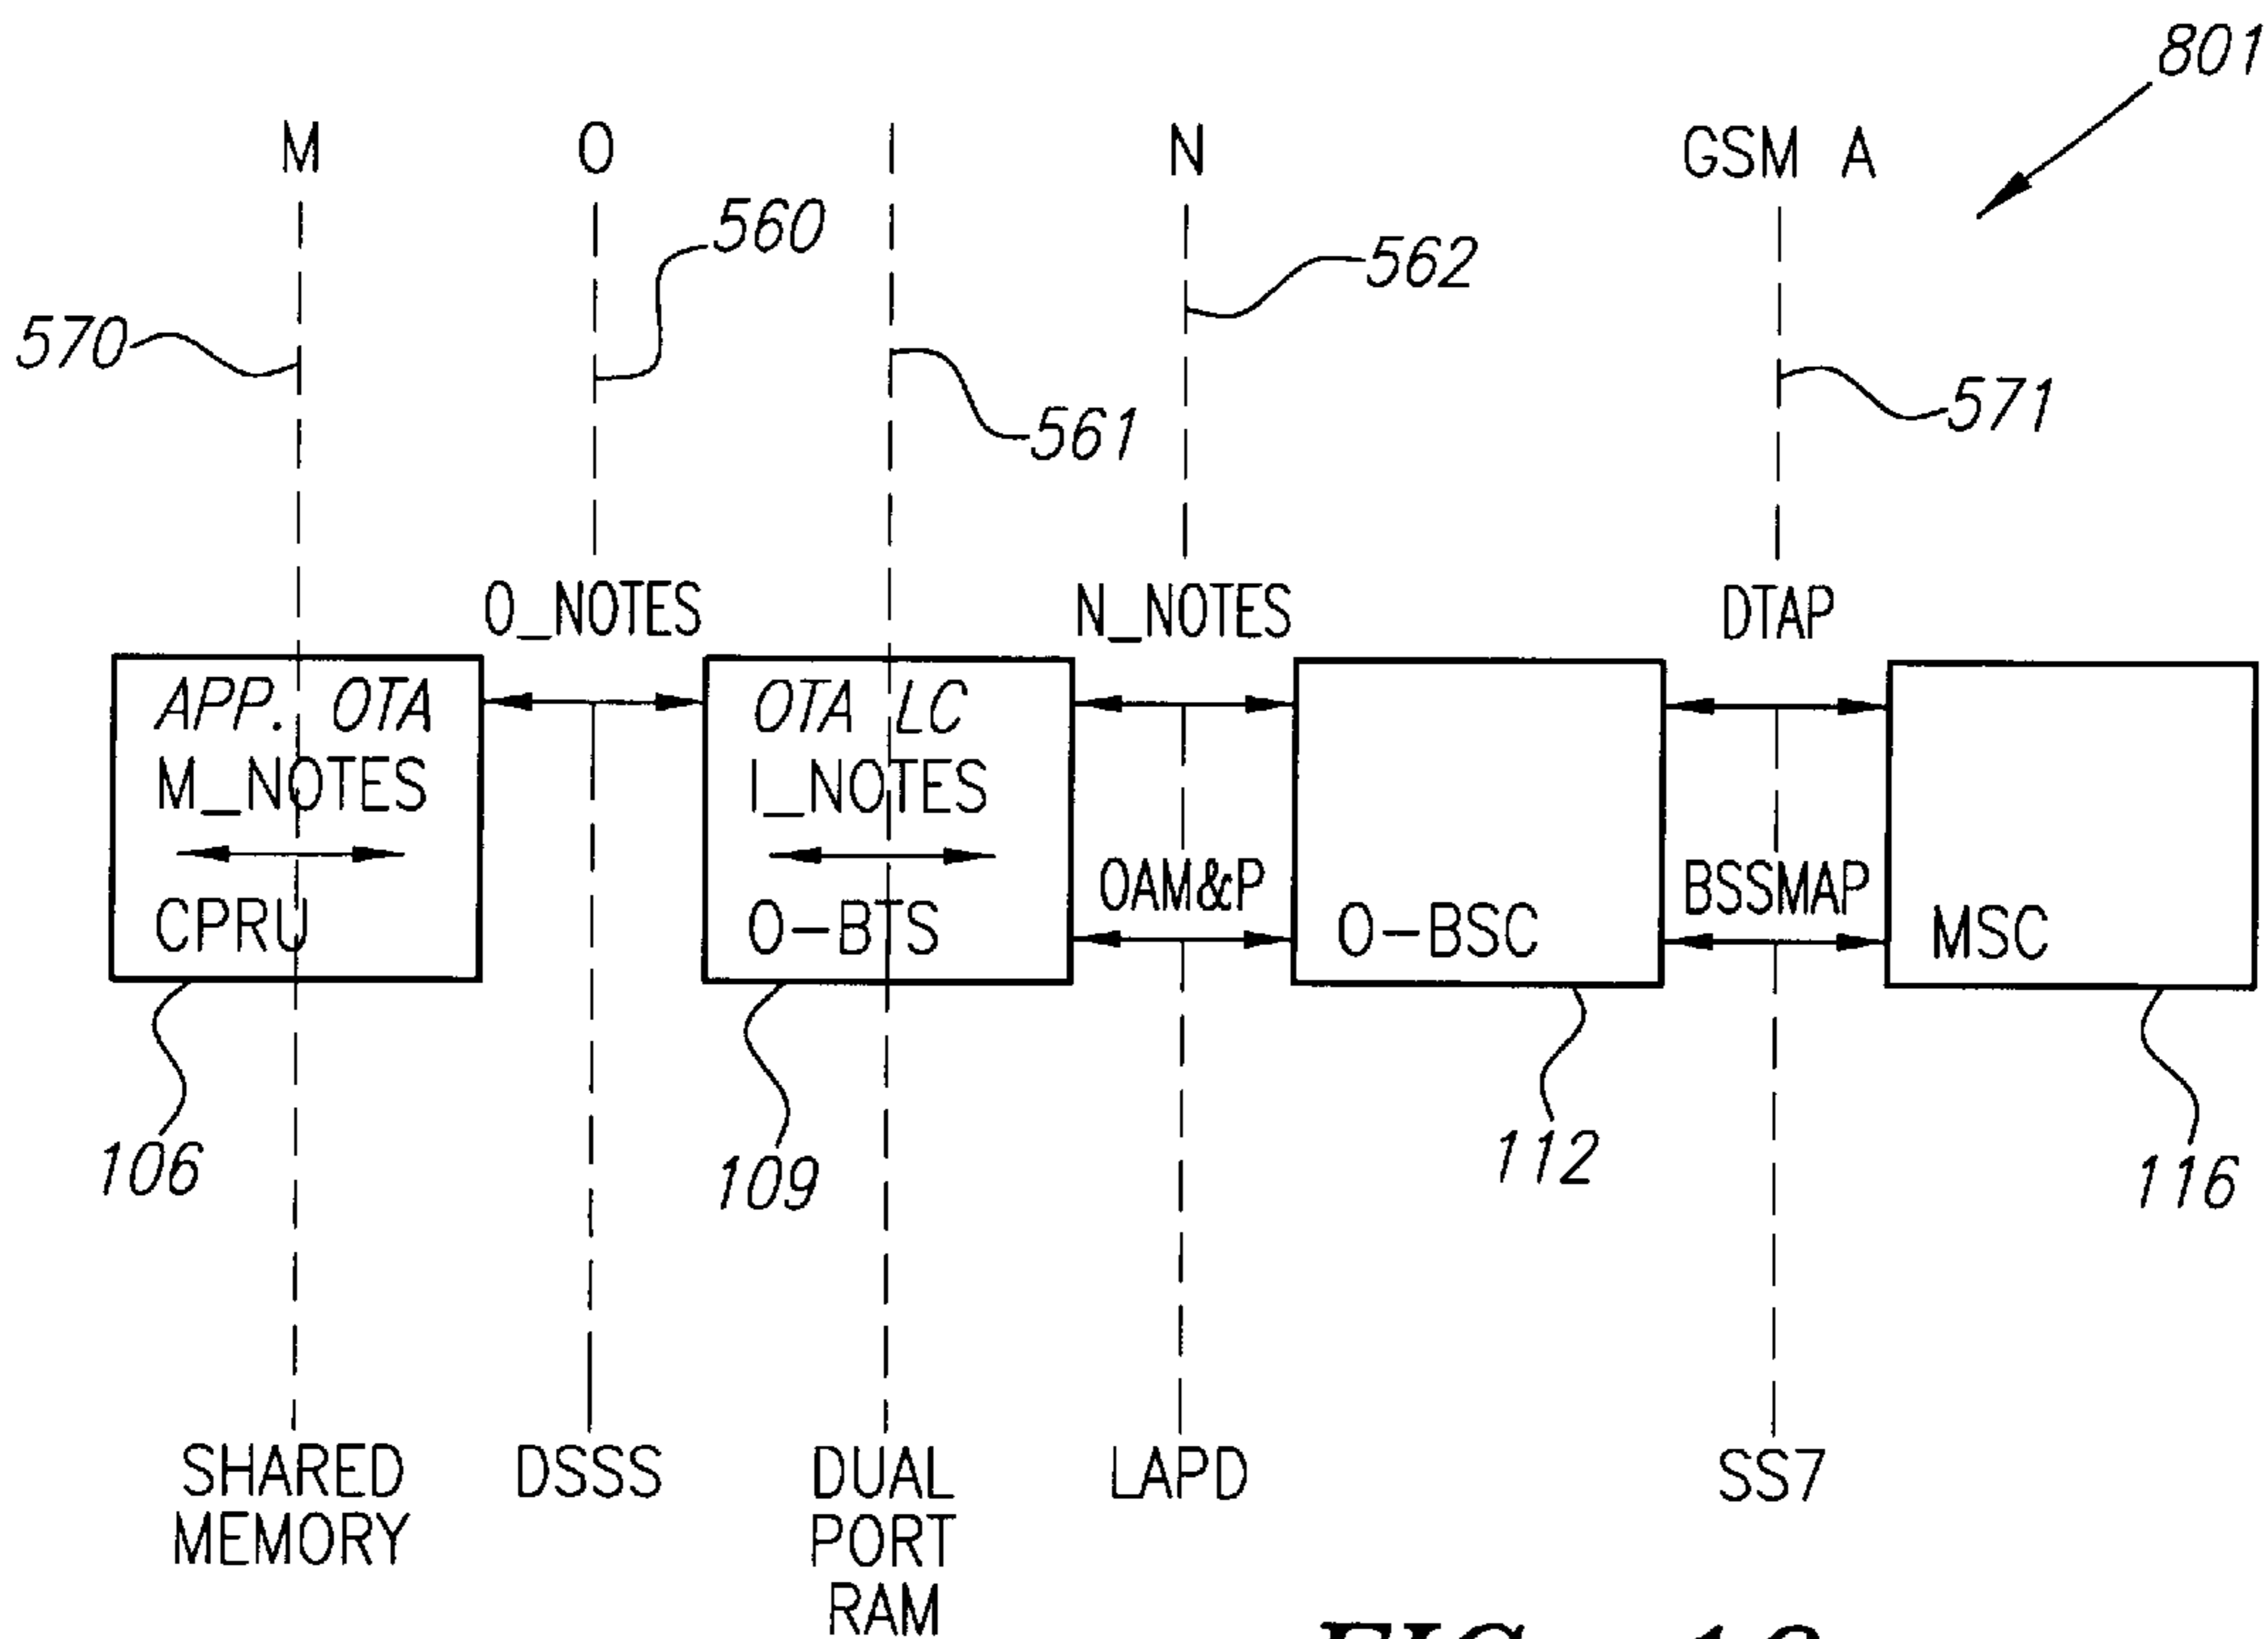 801
M
O
I
N
GSM A
560
562
570
561
571
O_NOTES
N_NOTES
DTAP
APP. OTA
M_NOTES
CPRU
OTA LC
I_NOTES
O-BTS
OAM&P
O-BSC
BSSMAP
MSC
106
109
112
116
SHARED
MEMORY
DSSS
DUAL
PORT
RAM
LAPD
SS7